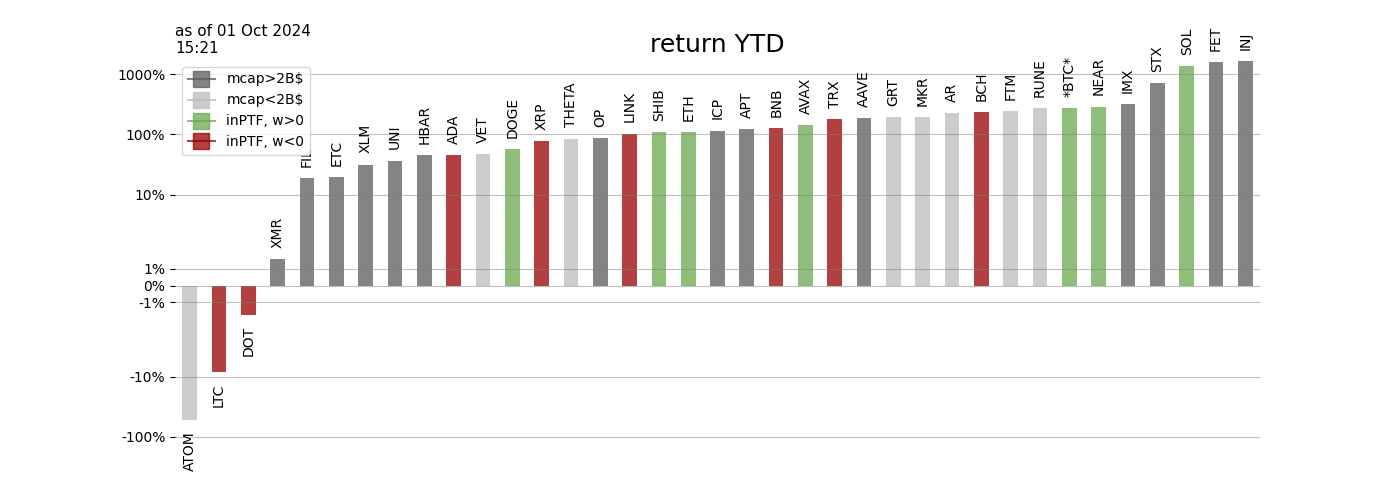 as of 01 Oct 2024
15:21
return YTD
mcap>2B$
mcap<2B$
inPTF, w>0
inPTF, w<0
1000%
100%
10%
1%
0%
-1%
-10%
-100%
ATOM
LTC
DOT
XMR
FIL
ETC
XLM
UNI
HBAR
ADA
VET
DOGE
XRP
THETA
OP
LINK
SHIB
ETH
ICP
APT
BNB
AVAX
TRX
AAVE
GRT
MKR
AR
BCH
FTM
RUNE
*BTC*
NEAR
IMX
STX
SOL
FET
INJ